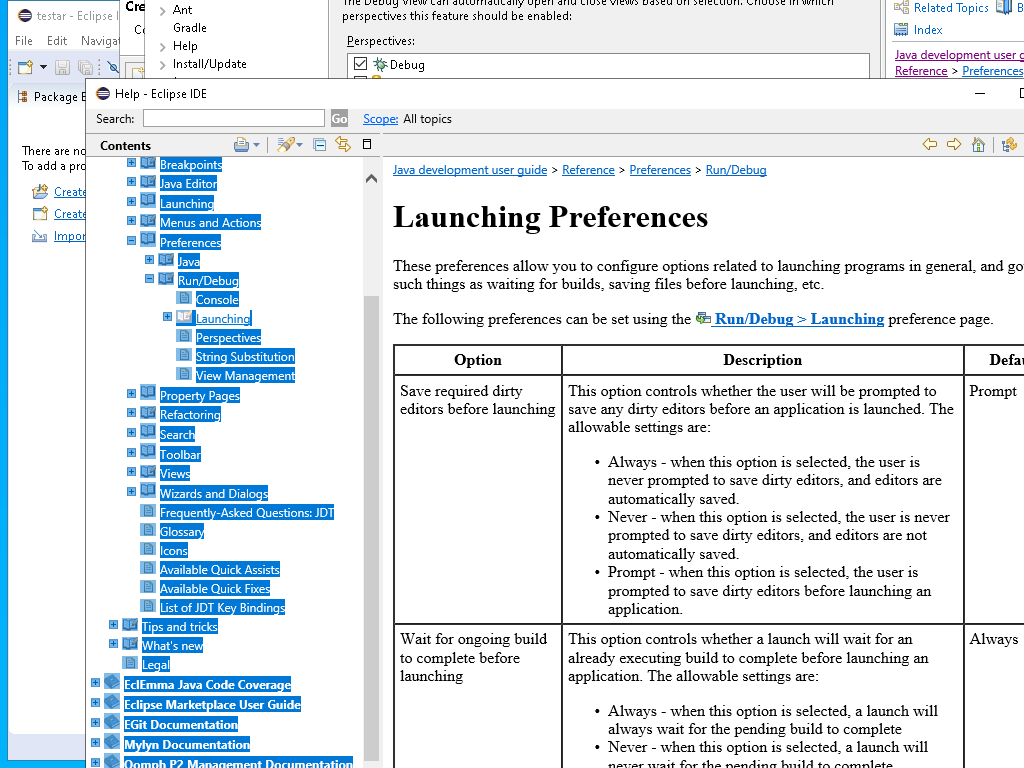 testar - Eclipse I
File Edit Navigat
Package E
There are no
To add a pro
Create
Create
Impor
Cre
Ant
Gradle
Help
Install/Update
The Debug View can automatically open and close views based on selection. Choose in which
perspectives this feature should be enabled:
Perspectives:
Debug
Related Topics B
Index
Java development user g
Reference > Preferences
Help - Eclipse IDE
Search: Go Scope: All topics
Contents
Breakpoints
Java Editor
Launching
Menus and Actions
Preferences
Java
Run/Debug
Console
Launching
Perspectives
String Substitution
View Management
Property Pages
Refactoring
Search
Toolbar
Views
Wizards and Dialogs
Frequently-Asked Questions: JDT
Glossary
Icons
Available Quick Assists
Available Quick Fixes
List of JDT Key Bindings
Tips and tricks
What's new
Legal
EclEmma Java Code Coverage
Eclipse Marketplace User Guide
EGit Documentation
Mylyn Documentation
Oomph P2 Management Documentation
Java development user guide > Reference > Preferences > Run/Debug
Launching Preferences
These preferences allow you to configure options related to launching programs in general, and go
such things as waiting for builds, saving files before launching, etc.
The following preferences can be set using the Run/Debug > Launching preference page.
Option Description Defau
Save required dirty
editors before launching
This option controls whether the user will be prompted to
save any dirty editors before an application is launched. The
allowable settings are:
• Always - when this option is selected, the user is
never prompted to save dirty editors, and editors are
automatically saved.
• Never - when this option is selected, the user is never
prompted to save dirty editors, and editors are not
automatically saved.
• Prompt - when this option is selected, the user is
prompted to save dirty editors before launching an
application.
Prompt
Wait for ongoing build
to complete before
launching
This option controls whether a launch will wait for an
already executing build to complete before launching an
application. The allowable settings are:
• Always - when this option is selected, a launch will
always wait for the pending build to complete
• Never - when this option is selected, a launch will
never wait for the pending build to complete
Always